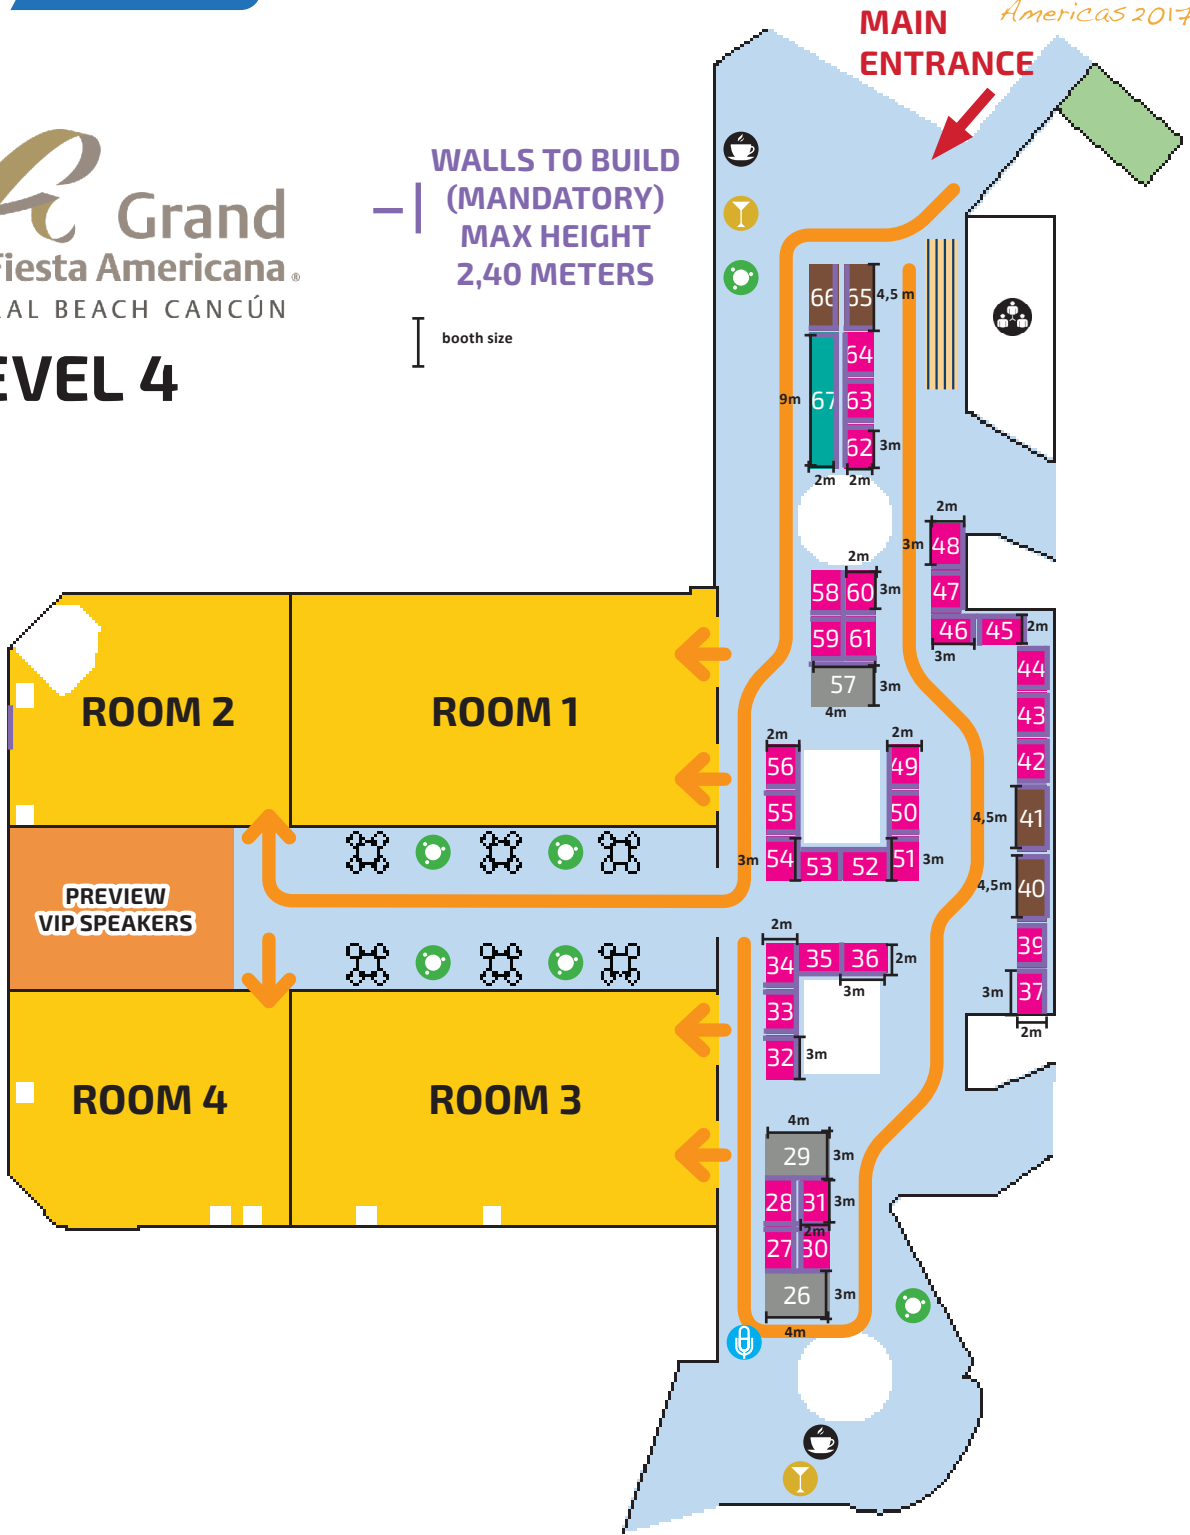 Americas 2017
MAIN
ENTRANCE
WALLS TO BUILD
(MANDATORY)
MAX HEIGHT
2,40 METERS
Grand
Fiesta Americana®
RAL BEACH CANCÚN
booth size
EVEL 4
66 65 4,5 m
64
9m 67 63
62 3m
2m 2m
2m
3m 48
2m
58 60 3m
47
59 61
46 45 2m
3m
57 3m
4m
44
43
42
ROOM 2
ROOM 1
2m 2m
56 49
55 50
3m 54 53 52 51 3m
4,5m 41
4,5m 40
39
3m 37
2m
PREVIEW
VIP SPEAKERS
2m
34 35 36 2m
3m
33
32 3m
ROOM 4
ROOM 3
4m
29 3m
28 31 3m
2m
27 30
26 3m
4m